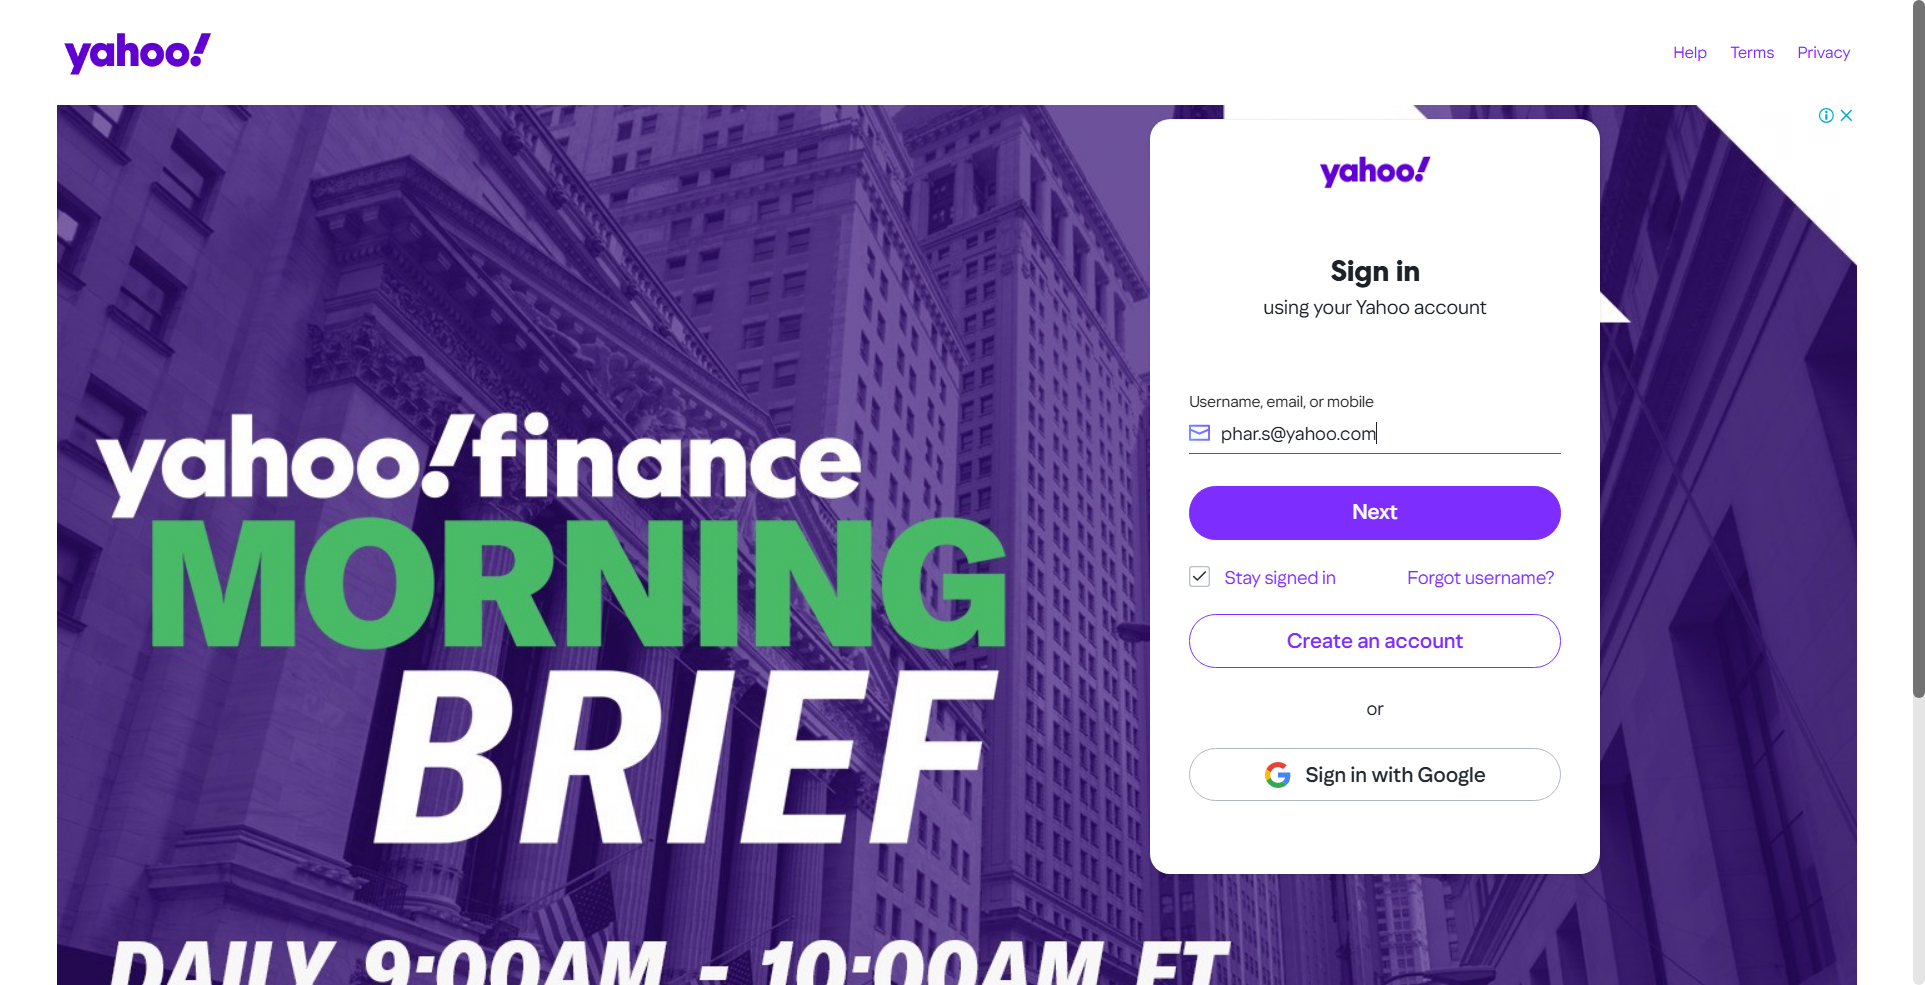 yahoo!
Help Terms Privacy
yahoo!
Sign in
using your Yahoo account
Username, email, or mobile
phar.s@yahoo.com
Next
Stay signed in Forgot username?
Create an account
or
Sign in with Google
yahoo!finance
MORNING
BRIEF
DAILY 9:00AM - 10:00AM ET